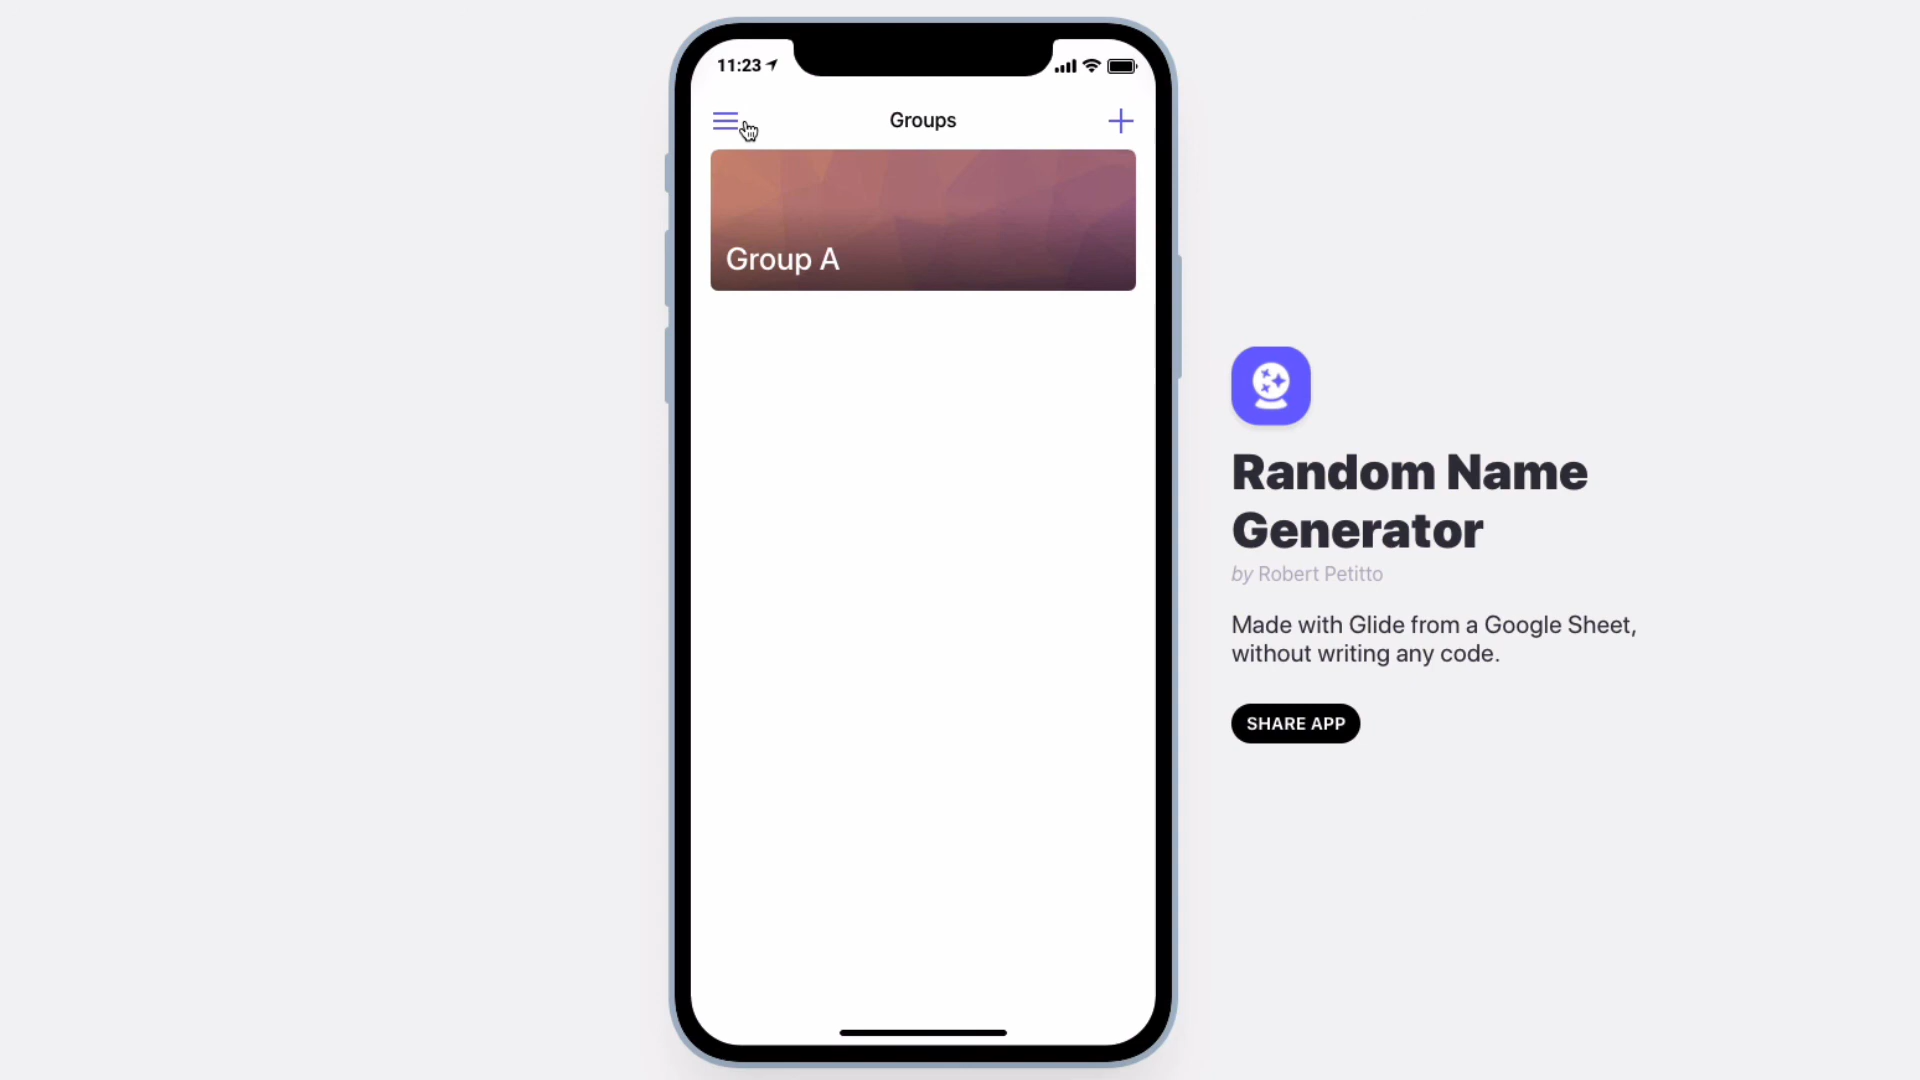 11:23
Groups
Group A
Random Name
Generator
by Robert Petitto
Made with Glide from a Google Sheet,
without writing any code.
SHARE APP